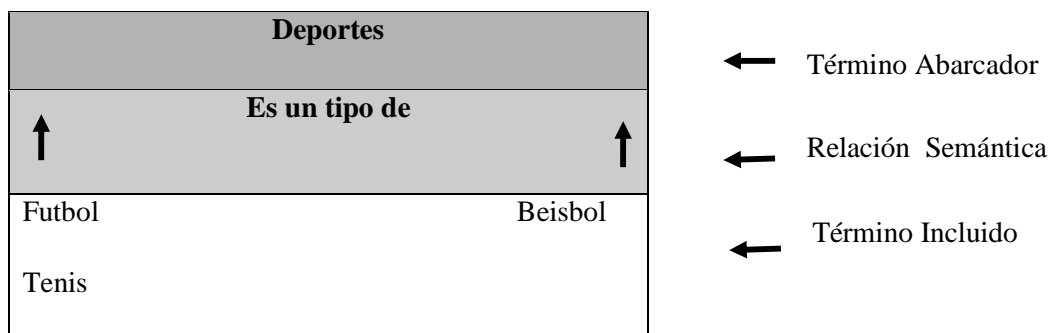 Deportes
Término Abarcador
Es un tipo de
Relación Semántica
Futbol Beisbol
Término Incluido
Tenis